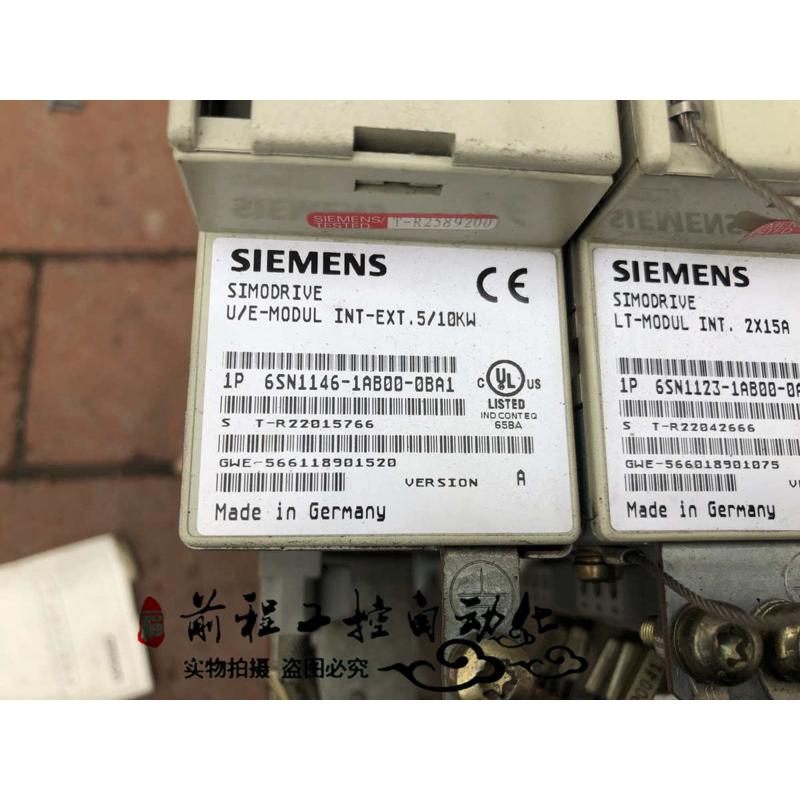 SIEMENS/
TESTED
T-R2589200
SIEMENS
SIMODRIVE
U/E-MODUL INT-EXT.5/10KW
1P 6SN1146-1AB00-0BA1
S T-R22015766
GWE-566118901520
VERSION A
Made in Germany
CE
C UL US
LISTED
IND CONT EQ
65BA
SIEMENS
SIMODRIVE
LT-MODUL INT. 2X15A
1P 6SN1123-1AB00-0A
S T-R22042666
GWE-566018901075
Made in Germany
前程工控自动化
实物拍摄 盗图必究